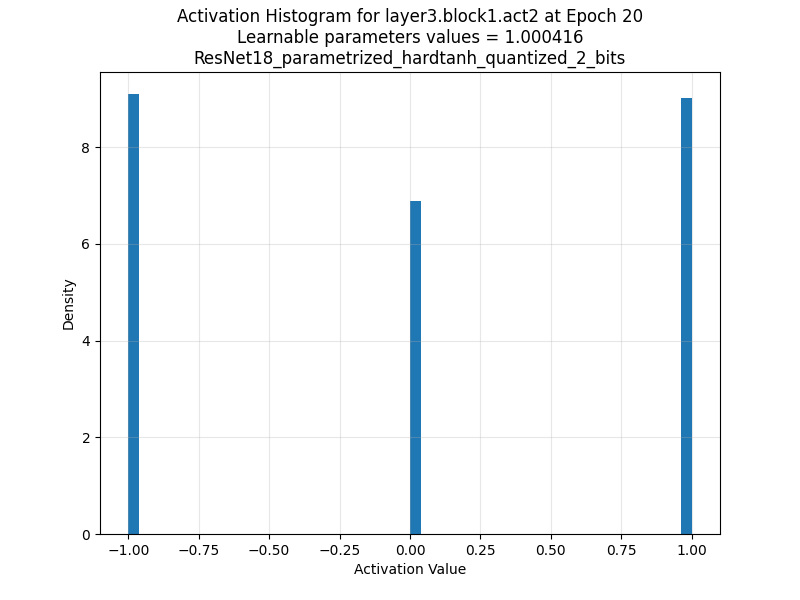 Activation Histogram for layer3.block1.act2 at Epoch 20
Learnable parameters values = 1.000416
ResNet18_parametrized_hardtanh_quantized_2_bits
8
6
4
2
0
Density
−1.00 −0.75 −0.50 −0.25 0.00 0.25 0.50 0.75 1.00
Activation Value